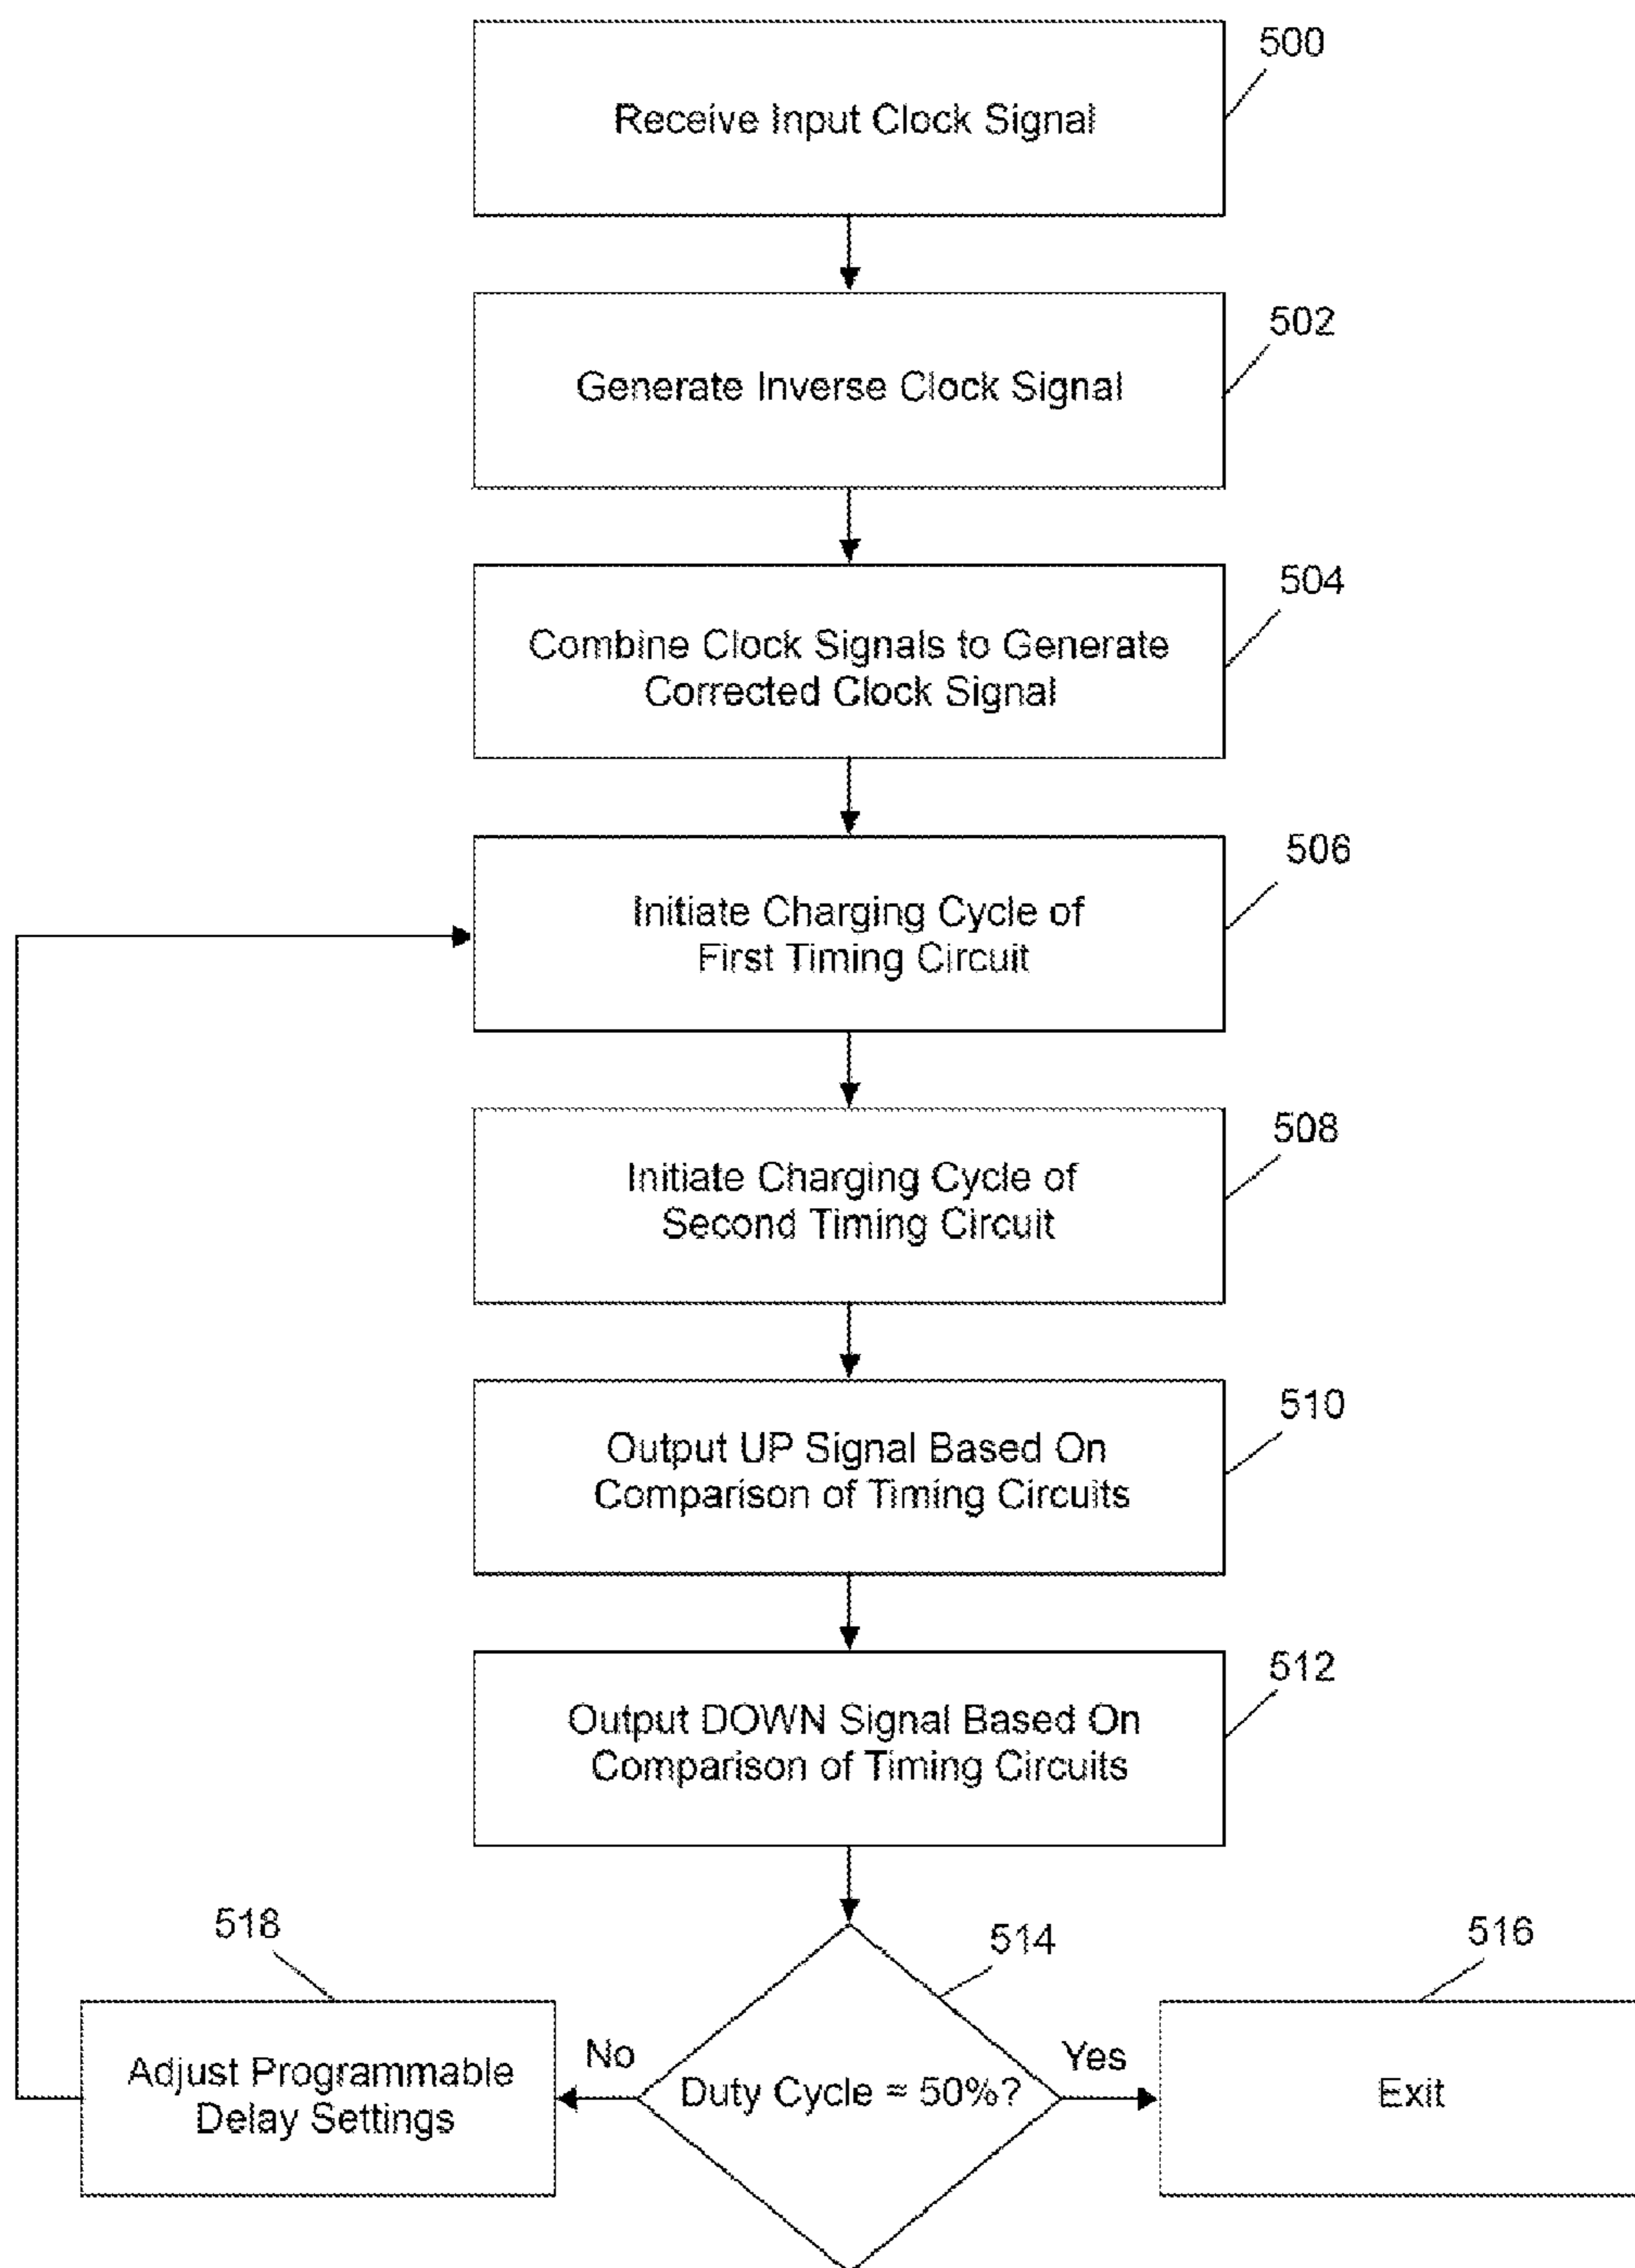 500
Receive Input Clock Signal
502
Generate Inverse Clock Signal
504
Combine Clock Signals to Generate
Corrected Clock Signal
506
Initiate Charging Cycle of
First Timing Circuit
508
Initiate Charging Cycle of
Second Timing Circuit
510
Output UP Signal Based On
Comparison of Timing Circuits
512
Output DOWN Signal Based On
Comparison of Timing Circuits
518
514
516
Adjust Programmable
Delay Settings
No
Duty Cycle = 50%?
Yes
Exit